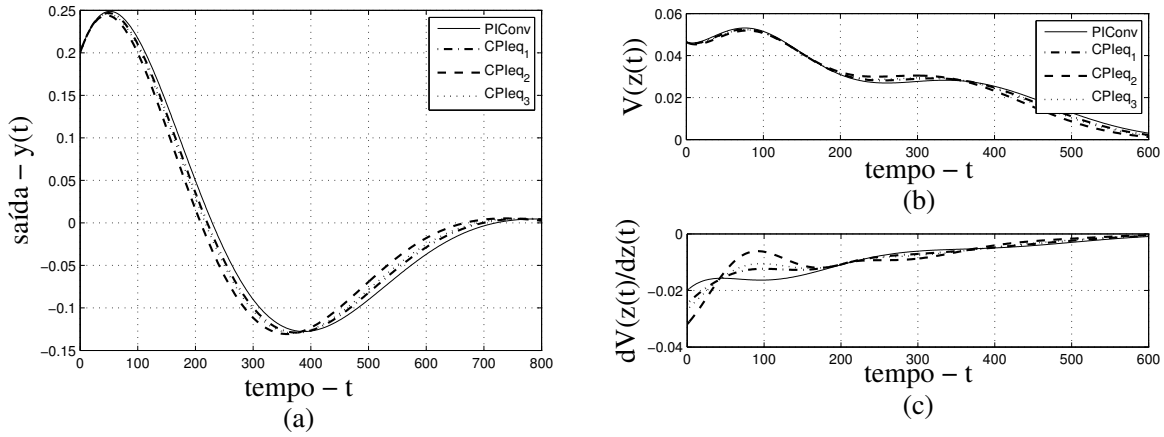 0.25
0.2
0.15
0.1
0.05
0
−0.05
−0.1
−0.15
saída − y(t)
PIConv
CPIeq1
CPIeq2
CPIeq3
0 100 200 300 400 500 600 700 800
tempo − t
(a)
0.06
0.04
0.02
0
V(z(t))
PIConv
CPIeq1
CPIeq2
CPIeq3
0 100 200 300 400 500 600
tempo − t
(b)
0
−0.02
−0.04
dV(z(t)/dz(t)
0 100 200 300 400 500 600
tempo − t
(c)